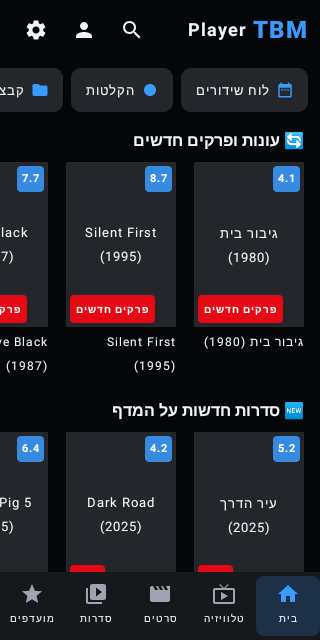 TBM Player
לוח שידורים
הקלטות
קבצ
🔄 עונות ופרקים חדשים
4.1
8.7
7.7
גיבור בית
(1980)
Silent First
(1995)
lack
7)
פרקים חדשים
פרקים חדשים
פרק
גיבור בית (1980)
Silent First
(1995)
ve Black
(1987)
🆕 סדרות חדשות על המדף
5.2
4.2
6.4
עיר הדרך
(2025)
Dark Road
(2025)
Pig 5
5)
בית
טלוויזיה
סרטים
סדרות
מועדפים